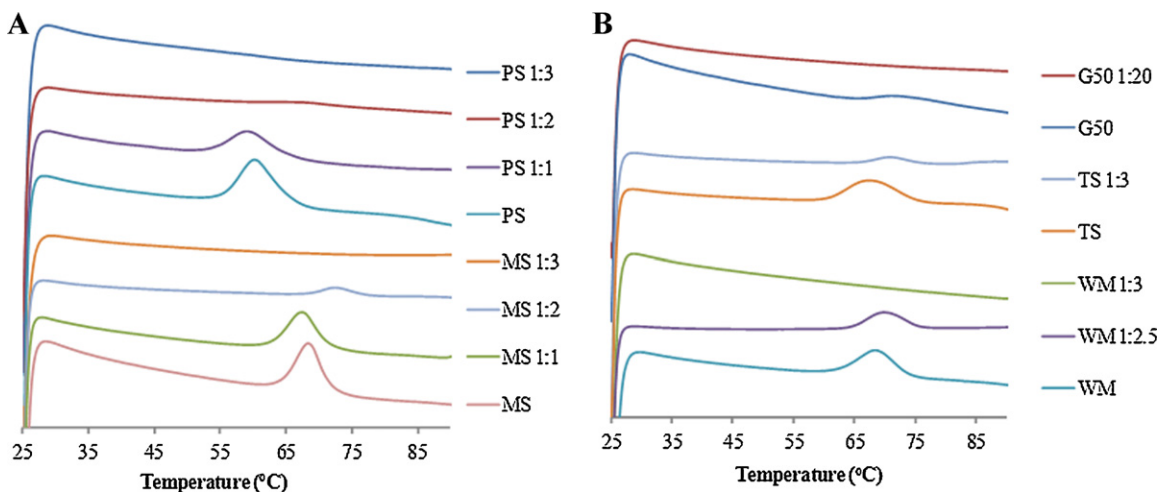 A
PS 1:3
PS 1:2
PS 1:1
PS
MS 1:3
MS 1:2
MS 1:1
MS
25 35 45 55 65 75 85
Temperature (°C)
B
G50 1:20
G50
TS 1:3
TS
WM 1:3
WM 1:2.5
WM
25 35 45 55 65 75 85
Temperature (°C)